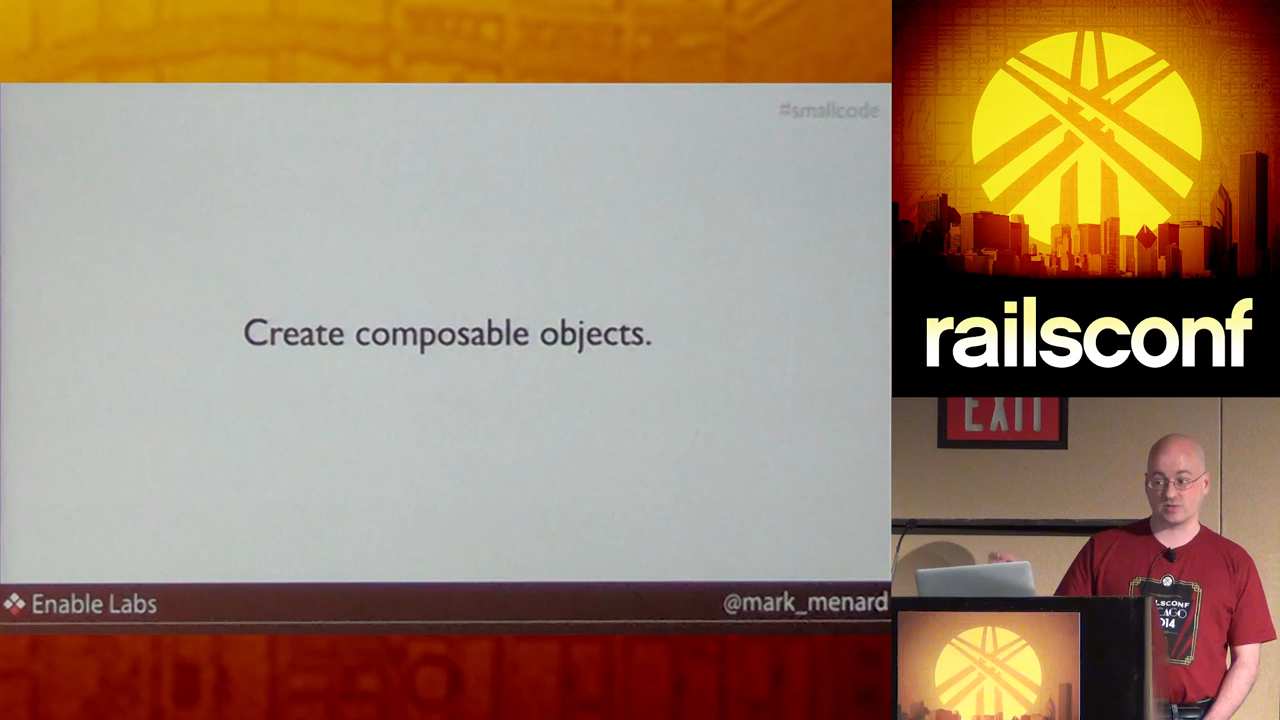 #smallcode
Create composable objects.
Enable Labs
@mark_menard
railsconf
EXIT